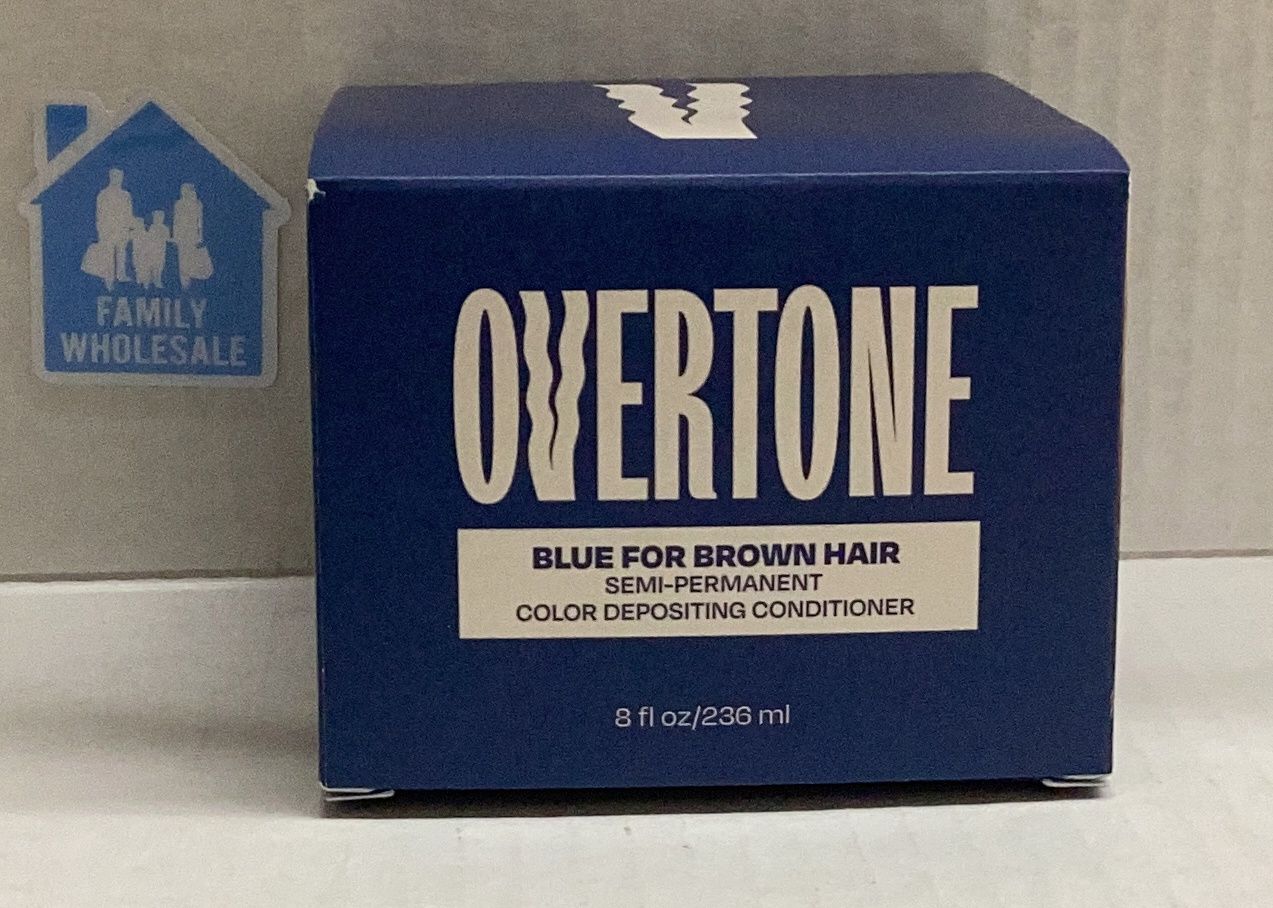 FAMILY
WHOLESALE
OVERTONE
BLUE FOR BROWN HAIR
SEMI-PERMANENT
COLOR DEPOSITING CONDITIONER
8 fl oz/236 ml